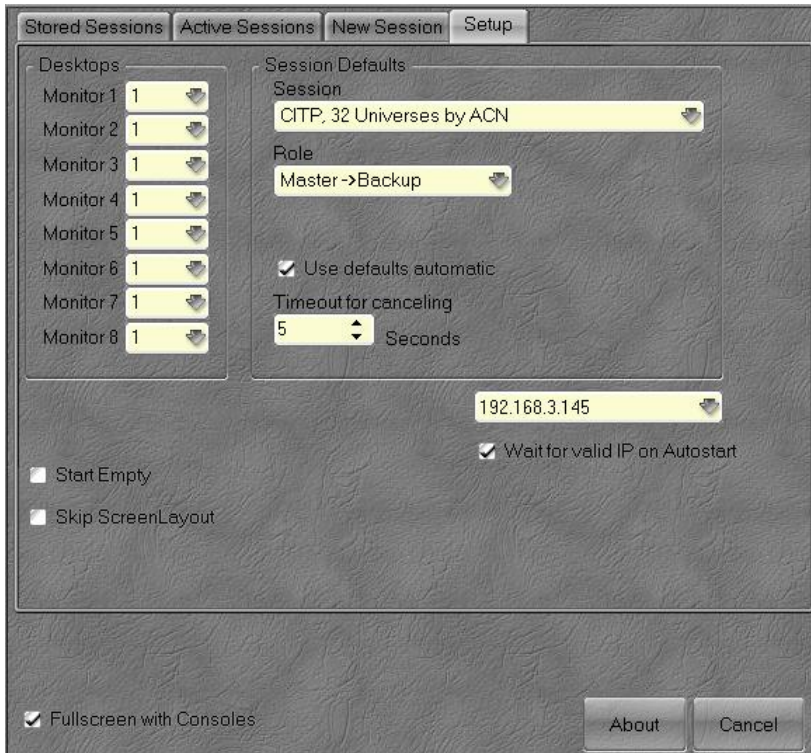 Stored Sessions
Active Sessions
New Session
Setup
Desktops
Monitor 1 1
Monitor 2 1
Monitor 3 1
Monitor 4 1
Monitor 5 1
Monitor 6 1
Monitor 7 1
Monitor 8 1
Session Defaults
Session
CITP, 32 Universes by ACN
Role
Master->Backup
Use defaults automatic
Timeout for canceling
5 Seconds
192.168.3.145
Wait for valid IP on Autostart
Start Empty
Skip ScreenLayout
Fullscreen with Consoles
About
Cancel